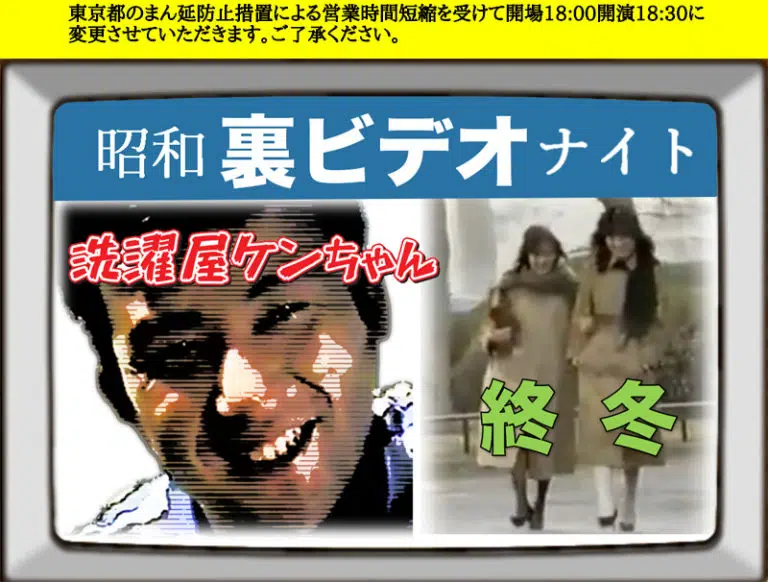 東京都のまん延防止措置による営業時間短縮を受けて開場18:00開演18:30に
変更させていただきます。ご了承ください。
昭和 裏ビデオ ナイト
洗濯屋ケンちゃん
終 冬